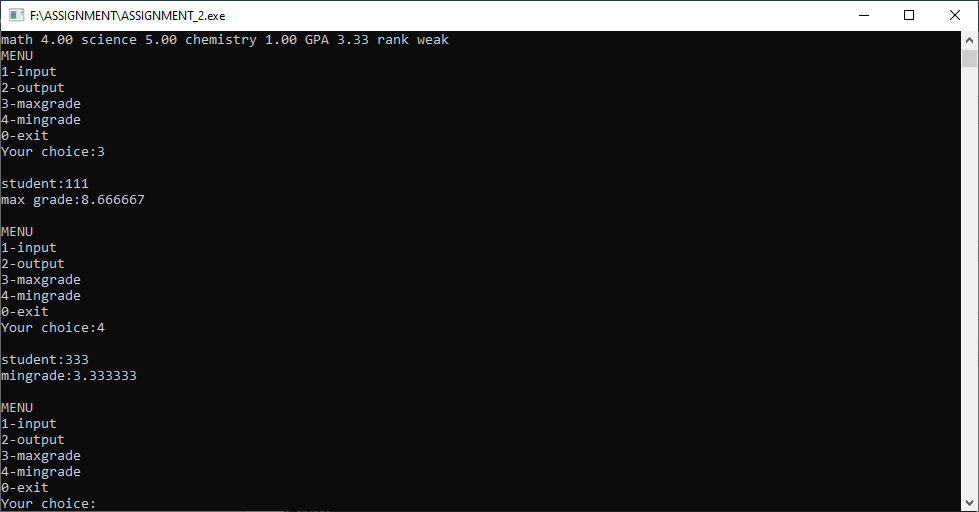 F:\ASSIGNMENT\ASSIGNMENT_2.exe
math 4.00 science 5.00 chemistry 1.00 GPA 3.33 rank weak
MENU
1-input
2-output
3-maxgrade
4-mingrade
0-exit
Your choice:3
student:111
max grade:8.666667
MENU
1-input
2-output
3-maxgrade
4-mingrade
0-exit
Your choice:4
student:333
mingrade:3.333333
MENU
1-input
2-output
3-maxgrade
4-mingrade
0-exit
Your choice: